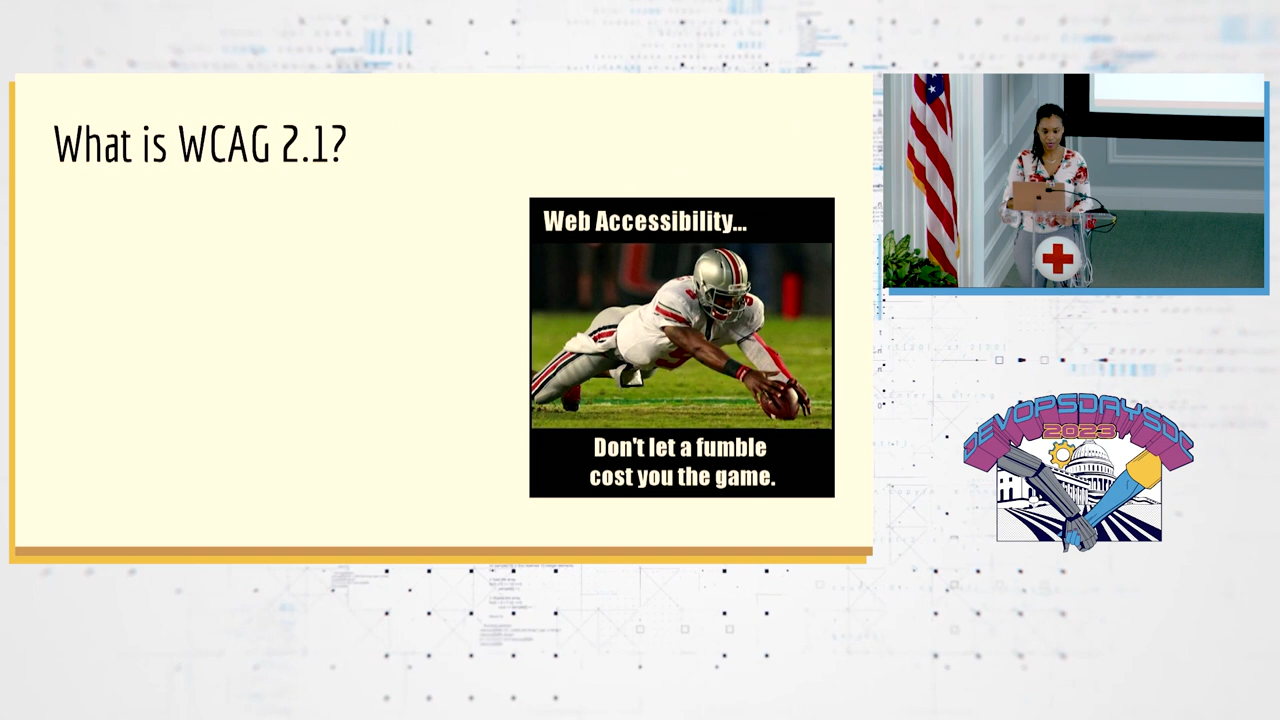 What is WCAG 2.1?
Web Accessibility...
Don't let a fumble
cost you the game.
DEVOPSDAYSDC
2023